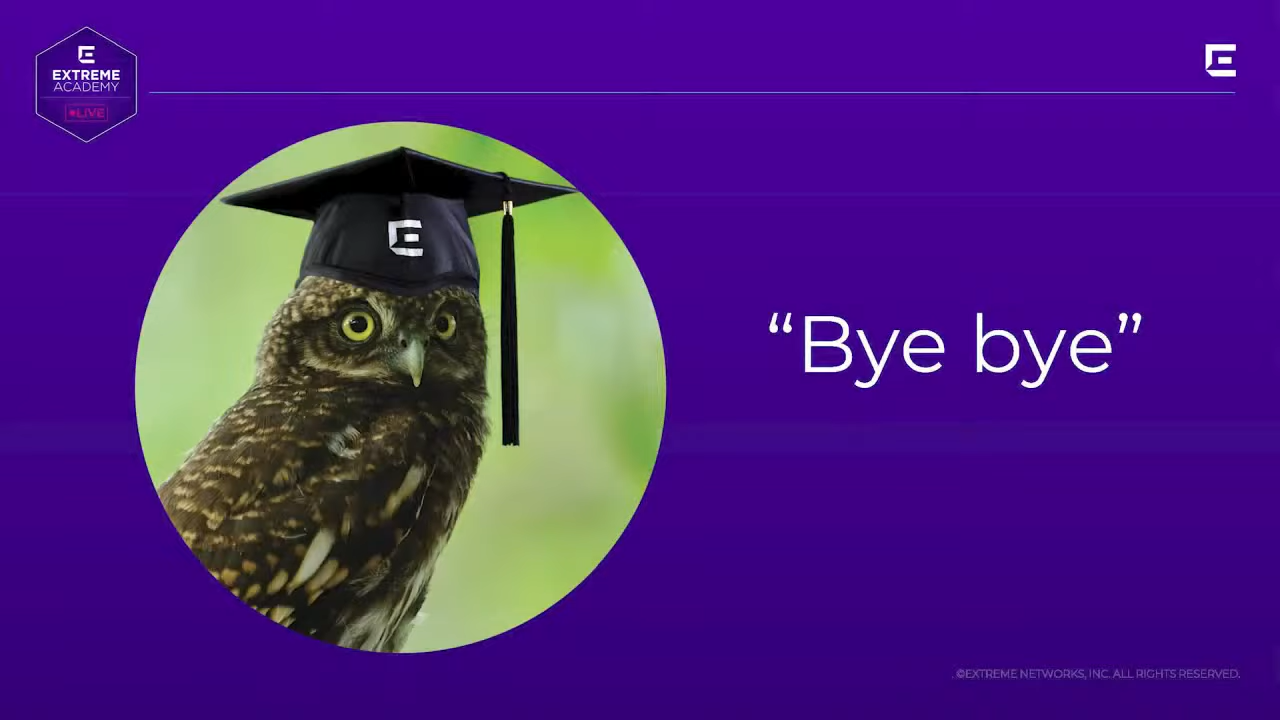 EXTREME
ACADEMY
LIVE
“Bye bye”
©EXTREME NETWORKS, INC. ALL RIGHTS RESERVED.